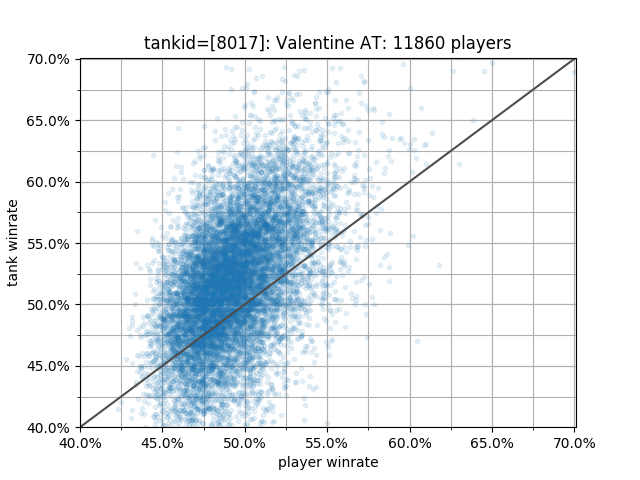 tankid=[8017]: Valentine AT: 11860 players
70.0%
65.0%
60.0%
55.0%
50.0%
45.0%
40.0%
tank winrate
40.0% 45.0% 50.0% 55.0% 60.0% 65.0% 70.0%
player winrate